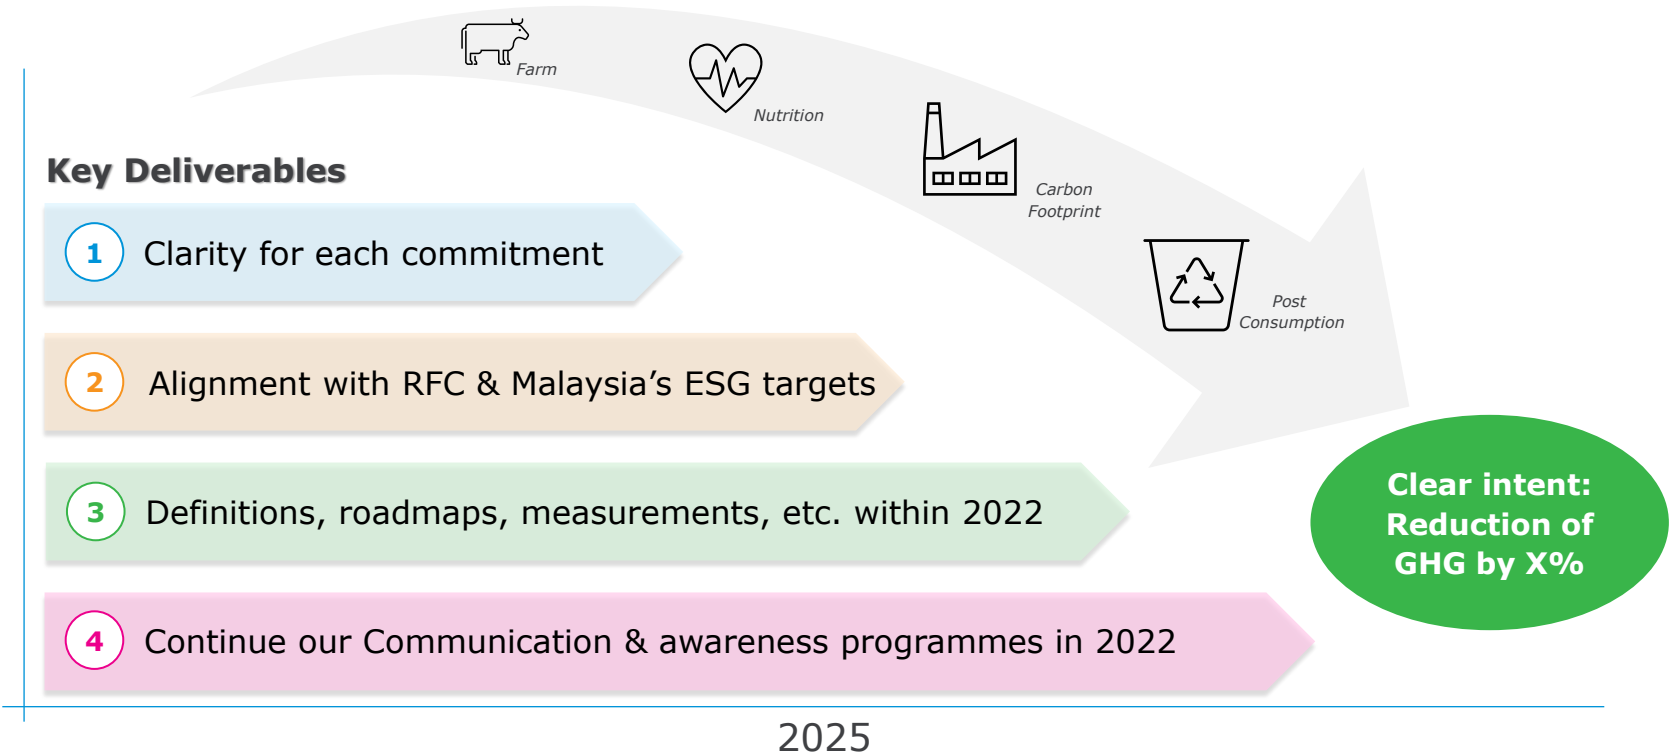 Farm
Nutrition
Carbon
Footprint
Post
Consumption
Key Deliverables
1 Clarity for each commitment
2 Alignment with RFC & Malaysia’s ESG targets
3 Definitions, roadmaps, measurements, etc. within 2022
4 Continue our Communication & awareness programmes in 2022
Clear intent:
Reduction of
GHG by X%
2025